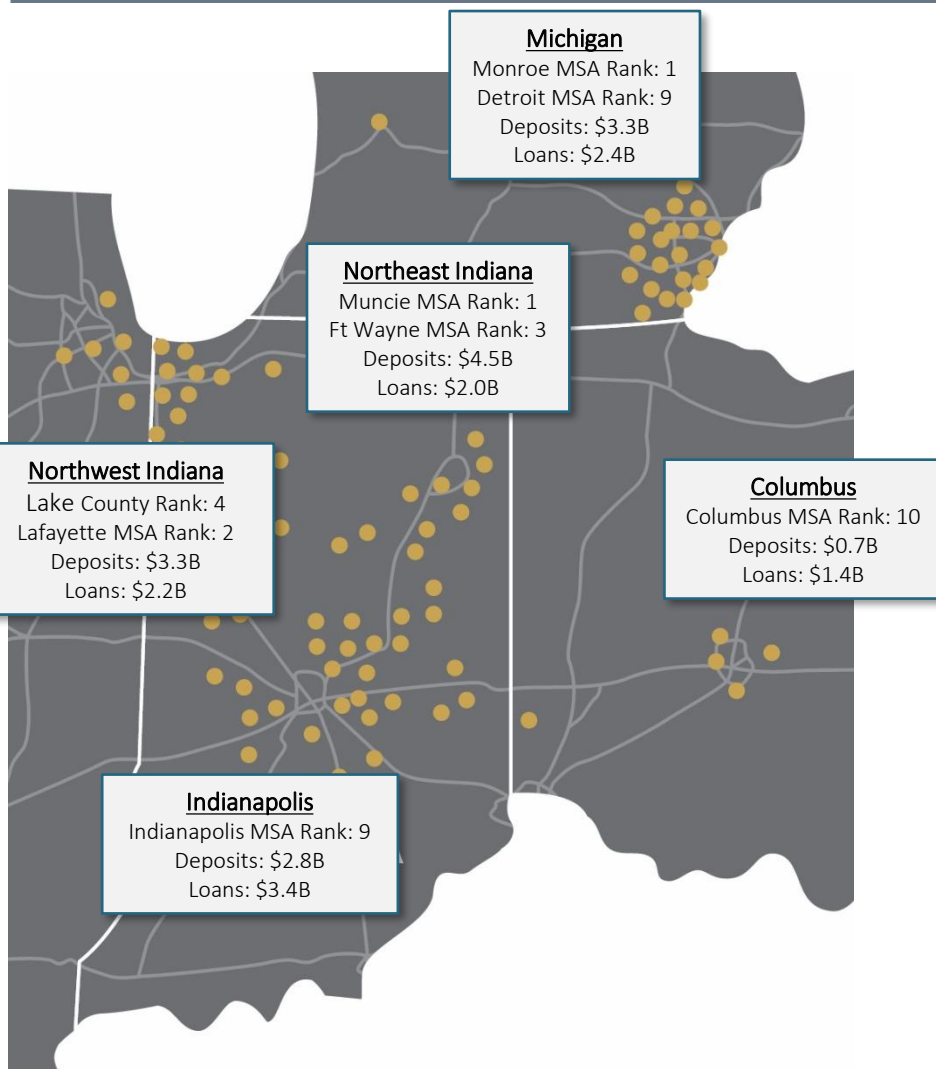 Michigan
Monroe MSA Rank: 1
Detroit MSA Rank: 9
Deposits: $3.3B
Loans: $2.4B
Northeast Indiana
Muncie MSA Rank: 1
Ft Wayne MSA Rank: 3
Deposits: $4.5B
Loans: $2.0B
Northwest Indiana
Lake County Rank: 4
Lafayette MSA Rank: 2
Deposits: $3.3B
Loans: $2.2B
Columbus
Columbus MSA Rank: 10
Deposits: $0.7B
Loans: $1.4B
Indianapolis
Indianapolis MSA Rank: 9
Deposits: $2.8B
Loans: $3.4B